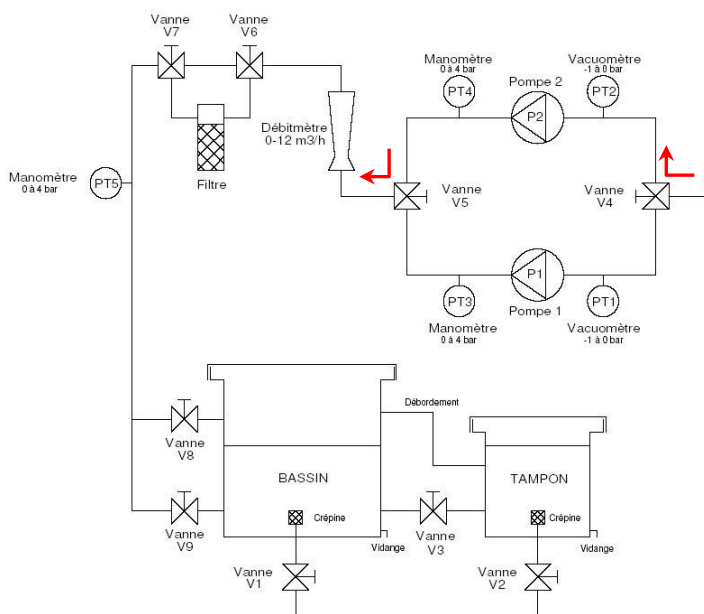 Vanne
V7
Vanne
V6
Manomètre
0 à 4 bar
PT4
Pompe 2
P2
Vacuomètre
-1 à 0 bar
PT2
Débitmètre
0-12 m3/h
Filtre
Manomètre
0 à 4 bar
PT5
Vanne
V5
Vanne
V4
PT3
Manomètre
0 à 4 bar
P1
Pompe 1
PT1
Vacuomètre
-1 à 0 bar
Débordement
Vanne
V8
BASSIN
TAMPON
Crépine
Crépine
Vanne
V9
Vanne
V3
Vidange
Vidange
Vanne
V1
Vanne
V2